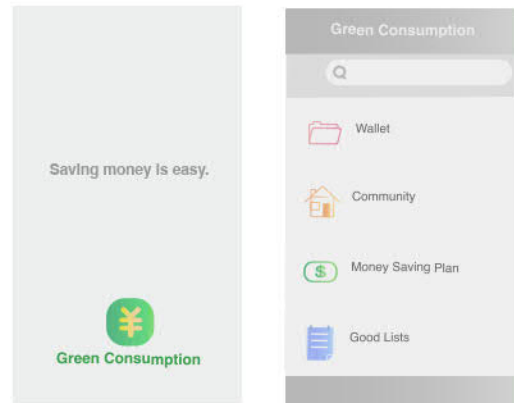 Saving money is easy.
¥
Green Consumption
Green Consumption
Wallet
Community
$
Money Saving Plan
Good Lists